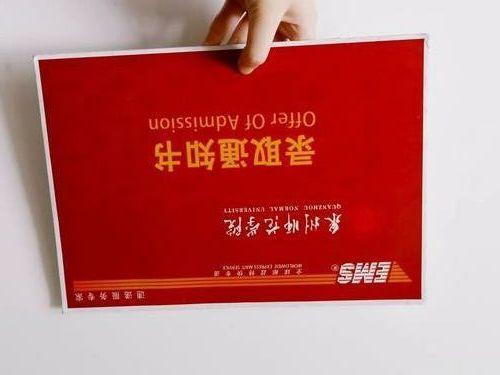 EMS
全球邮政特快专递
WORLDWIDE EXPRESS MAIL SERVICE
泉州师范学院
QUANZHOU NORMAL UNIVERSITY
录取通知书
Offer Of Admission
速递服务专家